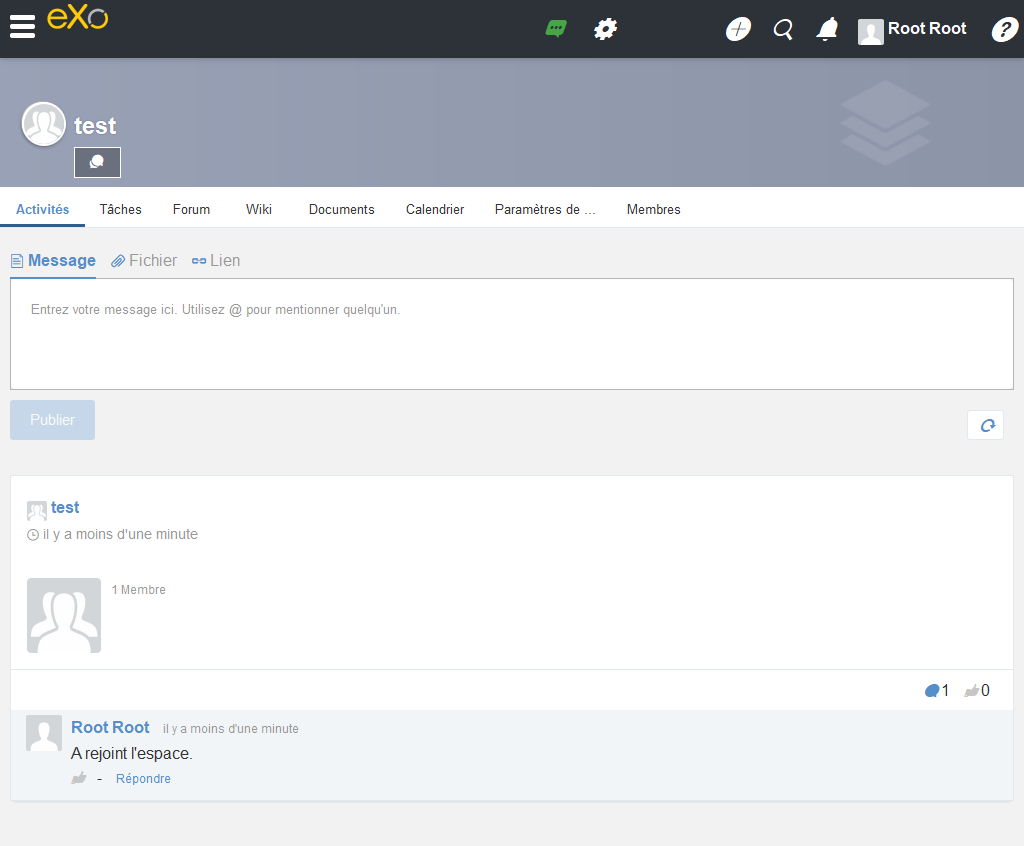 eXo
Root Root
?
test
Activités Tâches Forum Wiki Documents Calendrier Paramètres de ... Membres
Message Fichier Lien
Entrez votre message ici. Utilisez @ pour mentionner quelqu'un.
Publier
test
il y a moins d'une minute
1 Membre
1 0
Root Root il y a moins d'une minute
A rejoint l'espace.
- Répondre